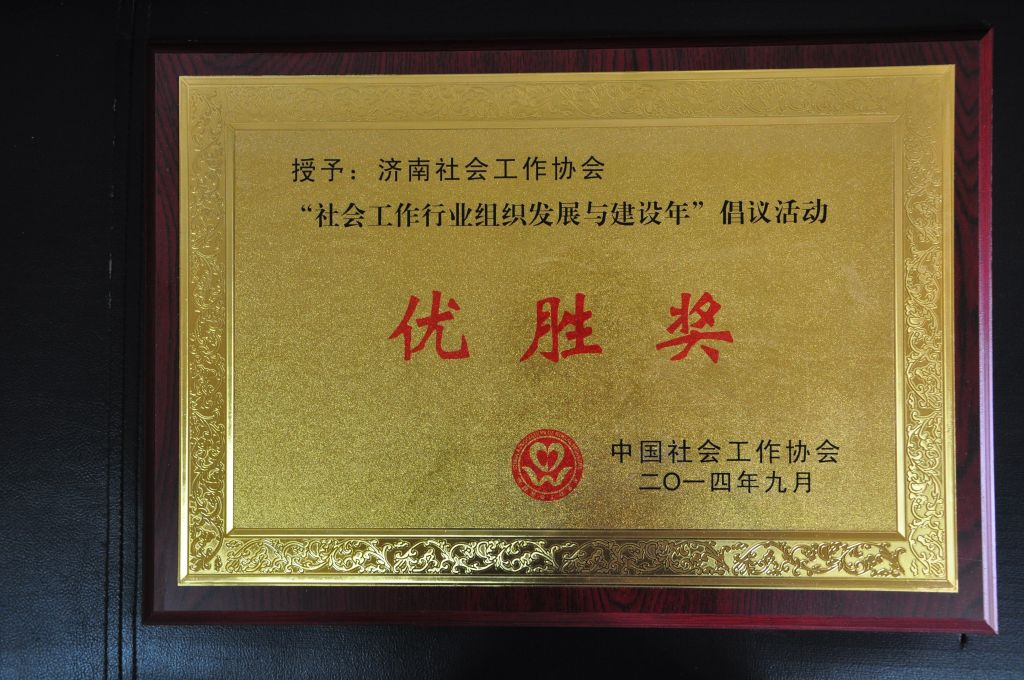 授予：济南社会工作协会
“社会工作行业组织发展与建设年”倡议活动
优胜奖
中国社会工作协会
二〇一四年九月